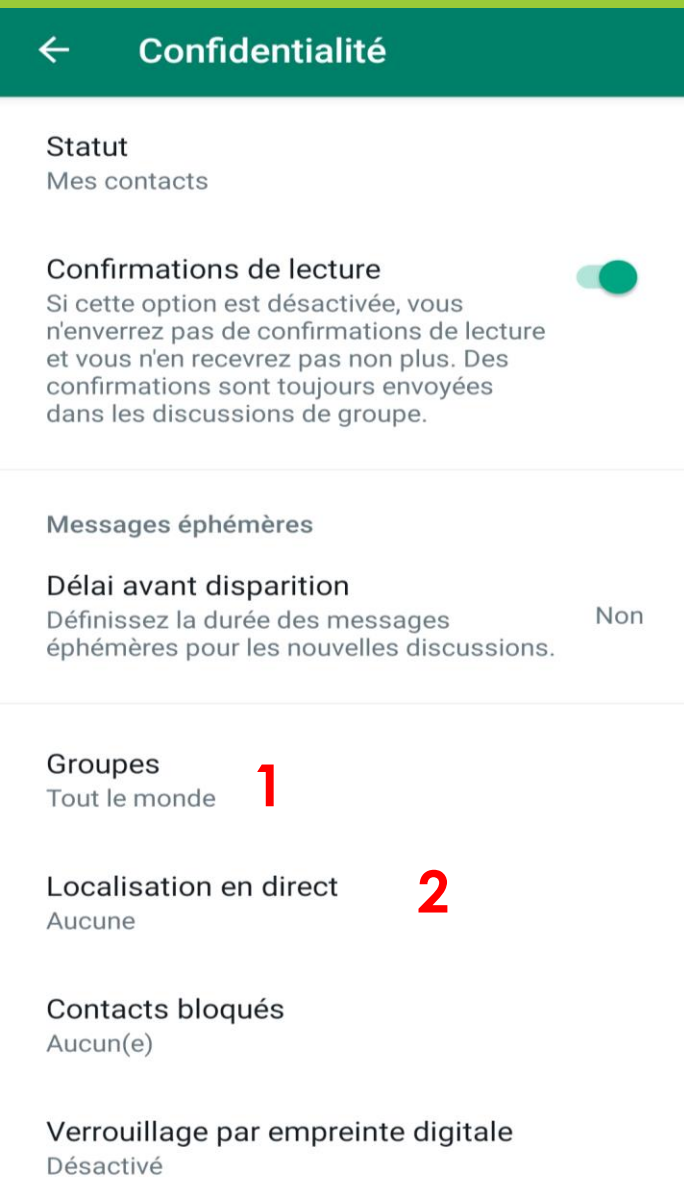 Confidentialité
Statut
Mes contacts
Confirmations de lecture
Si cette option est désactivée, vous
n'enverrez pas de confirmations de lecture
et vous n'en recevrez pas non plus. Des
confirmations sont toujours envoyées
dans les discussions de groupe.
Messages éphémères
Délai avant disparition
Définissez la durée des messages
éphémères pour les nouvelles discussions.
Non
Groupes
Tout le monde
1
Localisation en direct
2
Aucune
Contacts bloqués
Aucun(e)
Verrouillage par empreinte digitale
Désactivé